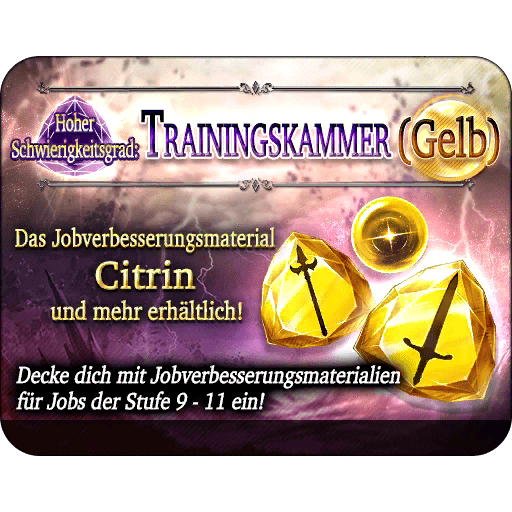 Hoher
Schwierigkeitsgrad: TRAININGSKAMMER (Gelb)
Das Jobverbesserungsmaterial
Citrin
und mehr erhältlich!
Decke dich mit Jobverbesserungsmaterialien
für Jobs der Stufe 9 - 11 ein!